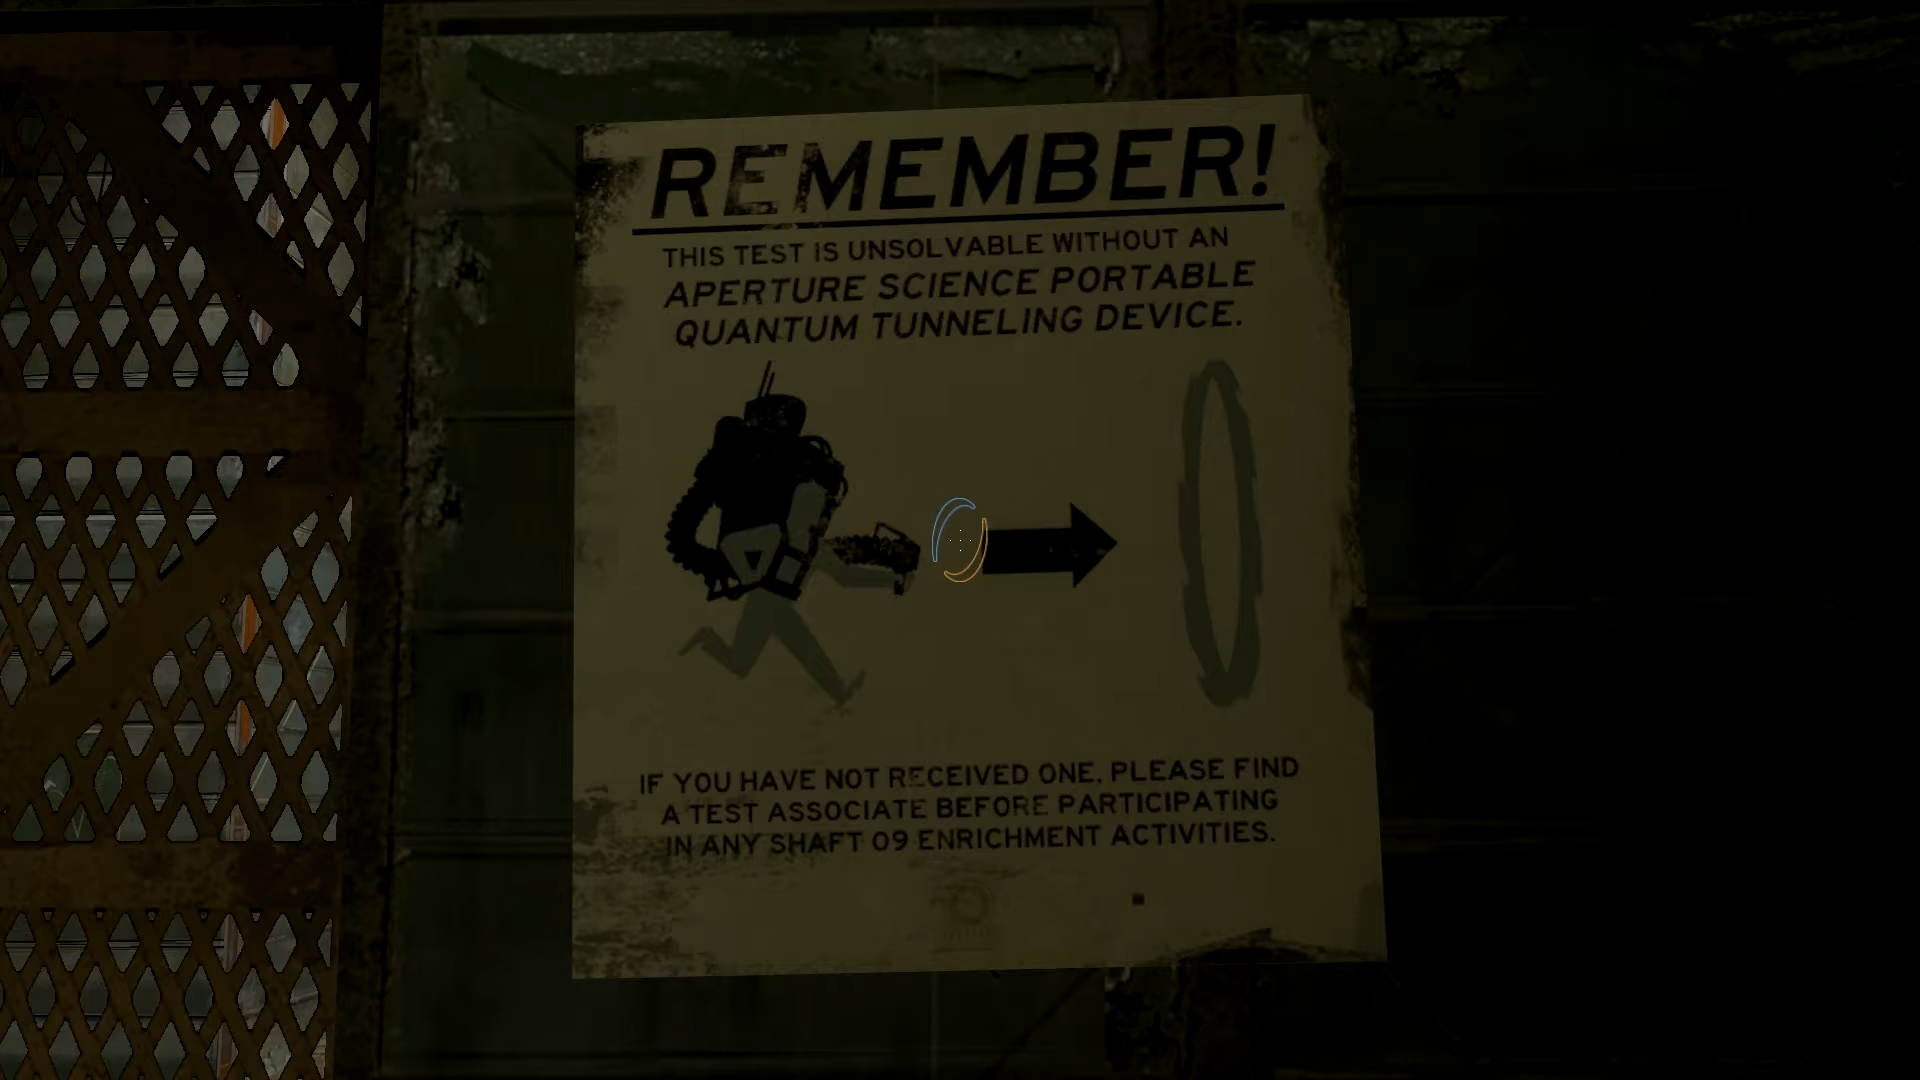 REMEMBER!
THIS TEST IS UNSOLVABLE WITHOUT AN
APERTURE SCIENCE PORTABLE
QUANTUM TUNNELING DEVICE.
IF YOU HAVE NOT RECEIVED ONE, PLEASE FIND
A TEST ASSOCIATE BEFORE PARTICIPATING
IN ANY SHAFT 09 ENRICHMENT ACTIVITIES.